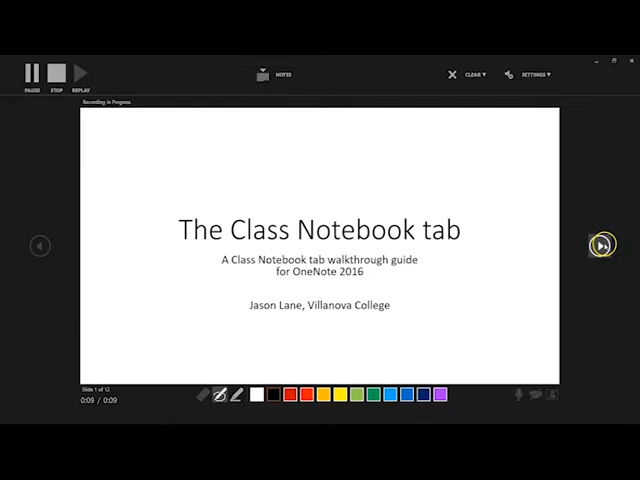 PAUSE STOP REPLAY
NOTES
CLEAR
SETTINGS
Recording in Progress
The Class Notebook tab
A Class Notebook tab walkthrough guide
for OneNote 2016
Jason Lane, Villanova College
Slide 1 of 12
0:09 / 0:09